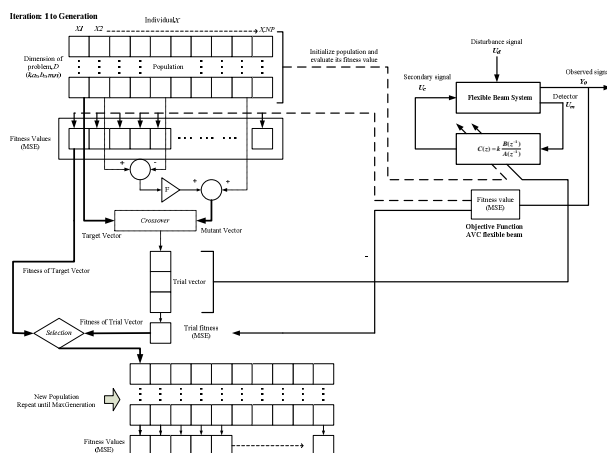 Iteration: 1 to Generation
Individual,X
X1 X2 X,NP
Dimension of
problem,D
Population
Initialize population and
evaluate its fitness value
Disturbance signal
Ud
Observed signal
Yo
Secondary signal
Uc
Detector
Um
Flexible Beam System
Fitness Values
(MSE)
+ -
F
+ +
Fitness value
(MSE)
Objective Function
AVC flexible beam
Crossover
Target Vector
Mutant Vector
Fitness of Target Vector
Trial vector
-
Selection
Fitness of Trial Vector
Trial fitness
(MSE)
New Population
Repeat until MaxGeneration
Fitness Values
(MSE)